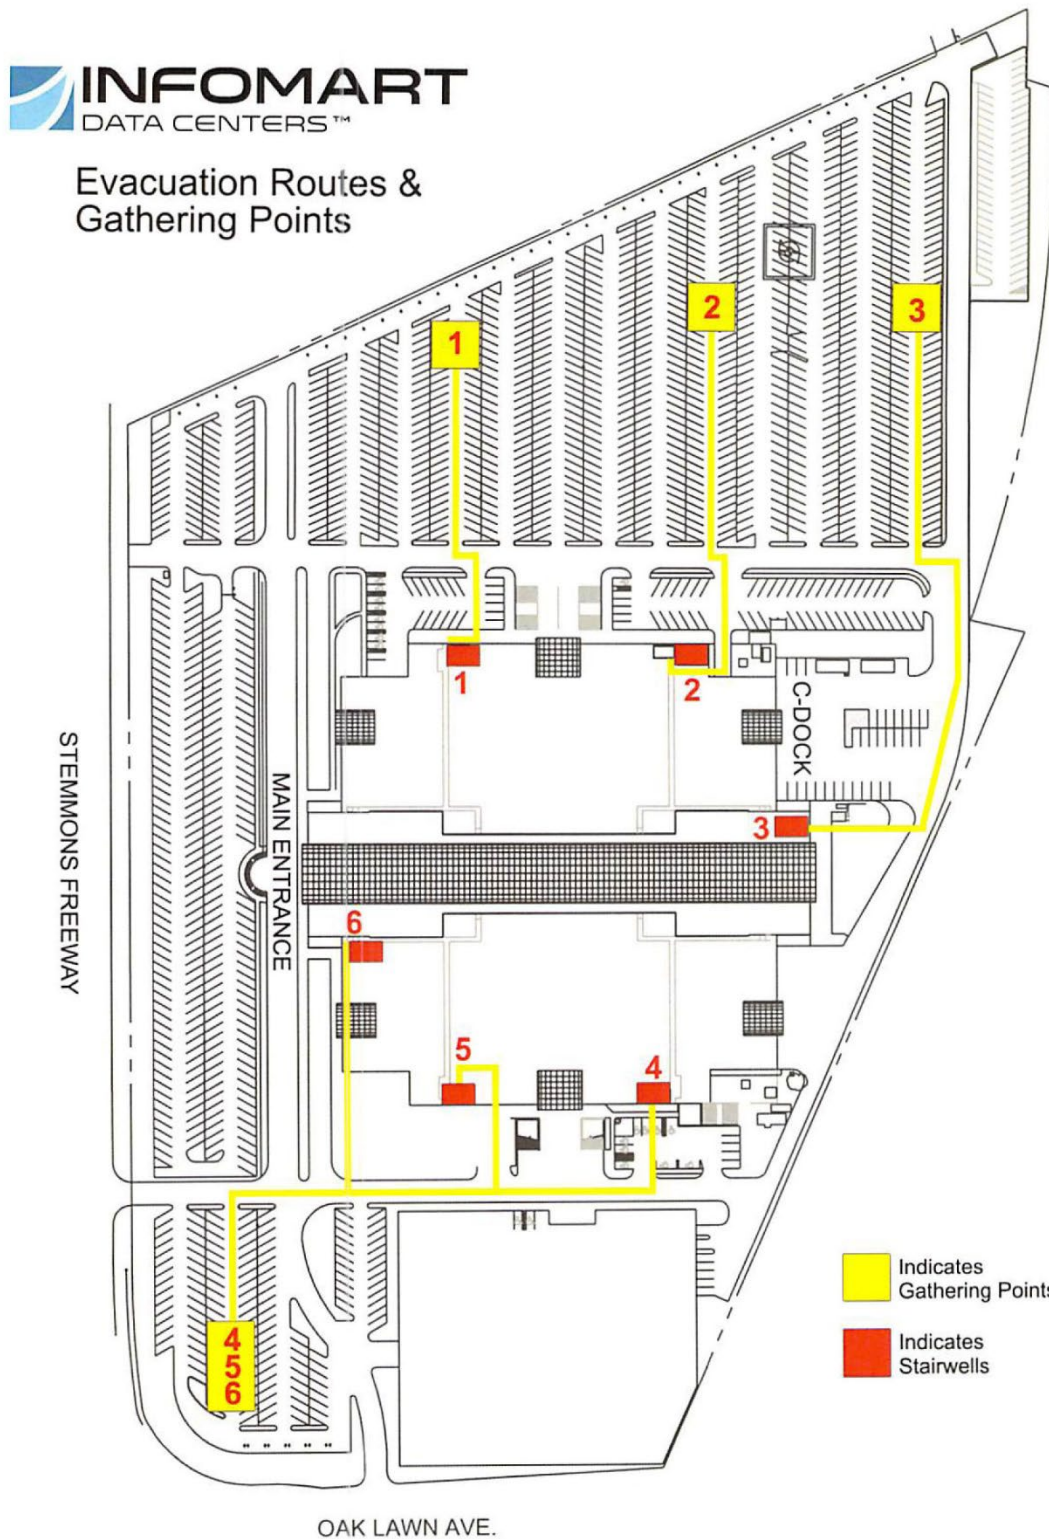 INFOMART
DATA CENTERS™
Evacuation Routes &
Gathering Points
1
2
3
1
2
C-DOCK
3
MAIN ENTRANCE
STEMMONS FREEWAY
6
5
4
4
5
6
Indicates
Gathering Points
Indicates
Stairwells
OAK LAWN AVE.